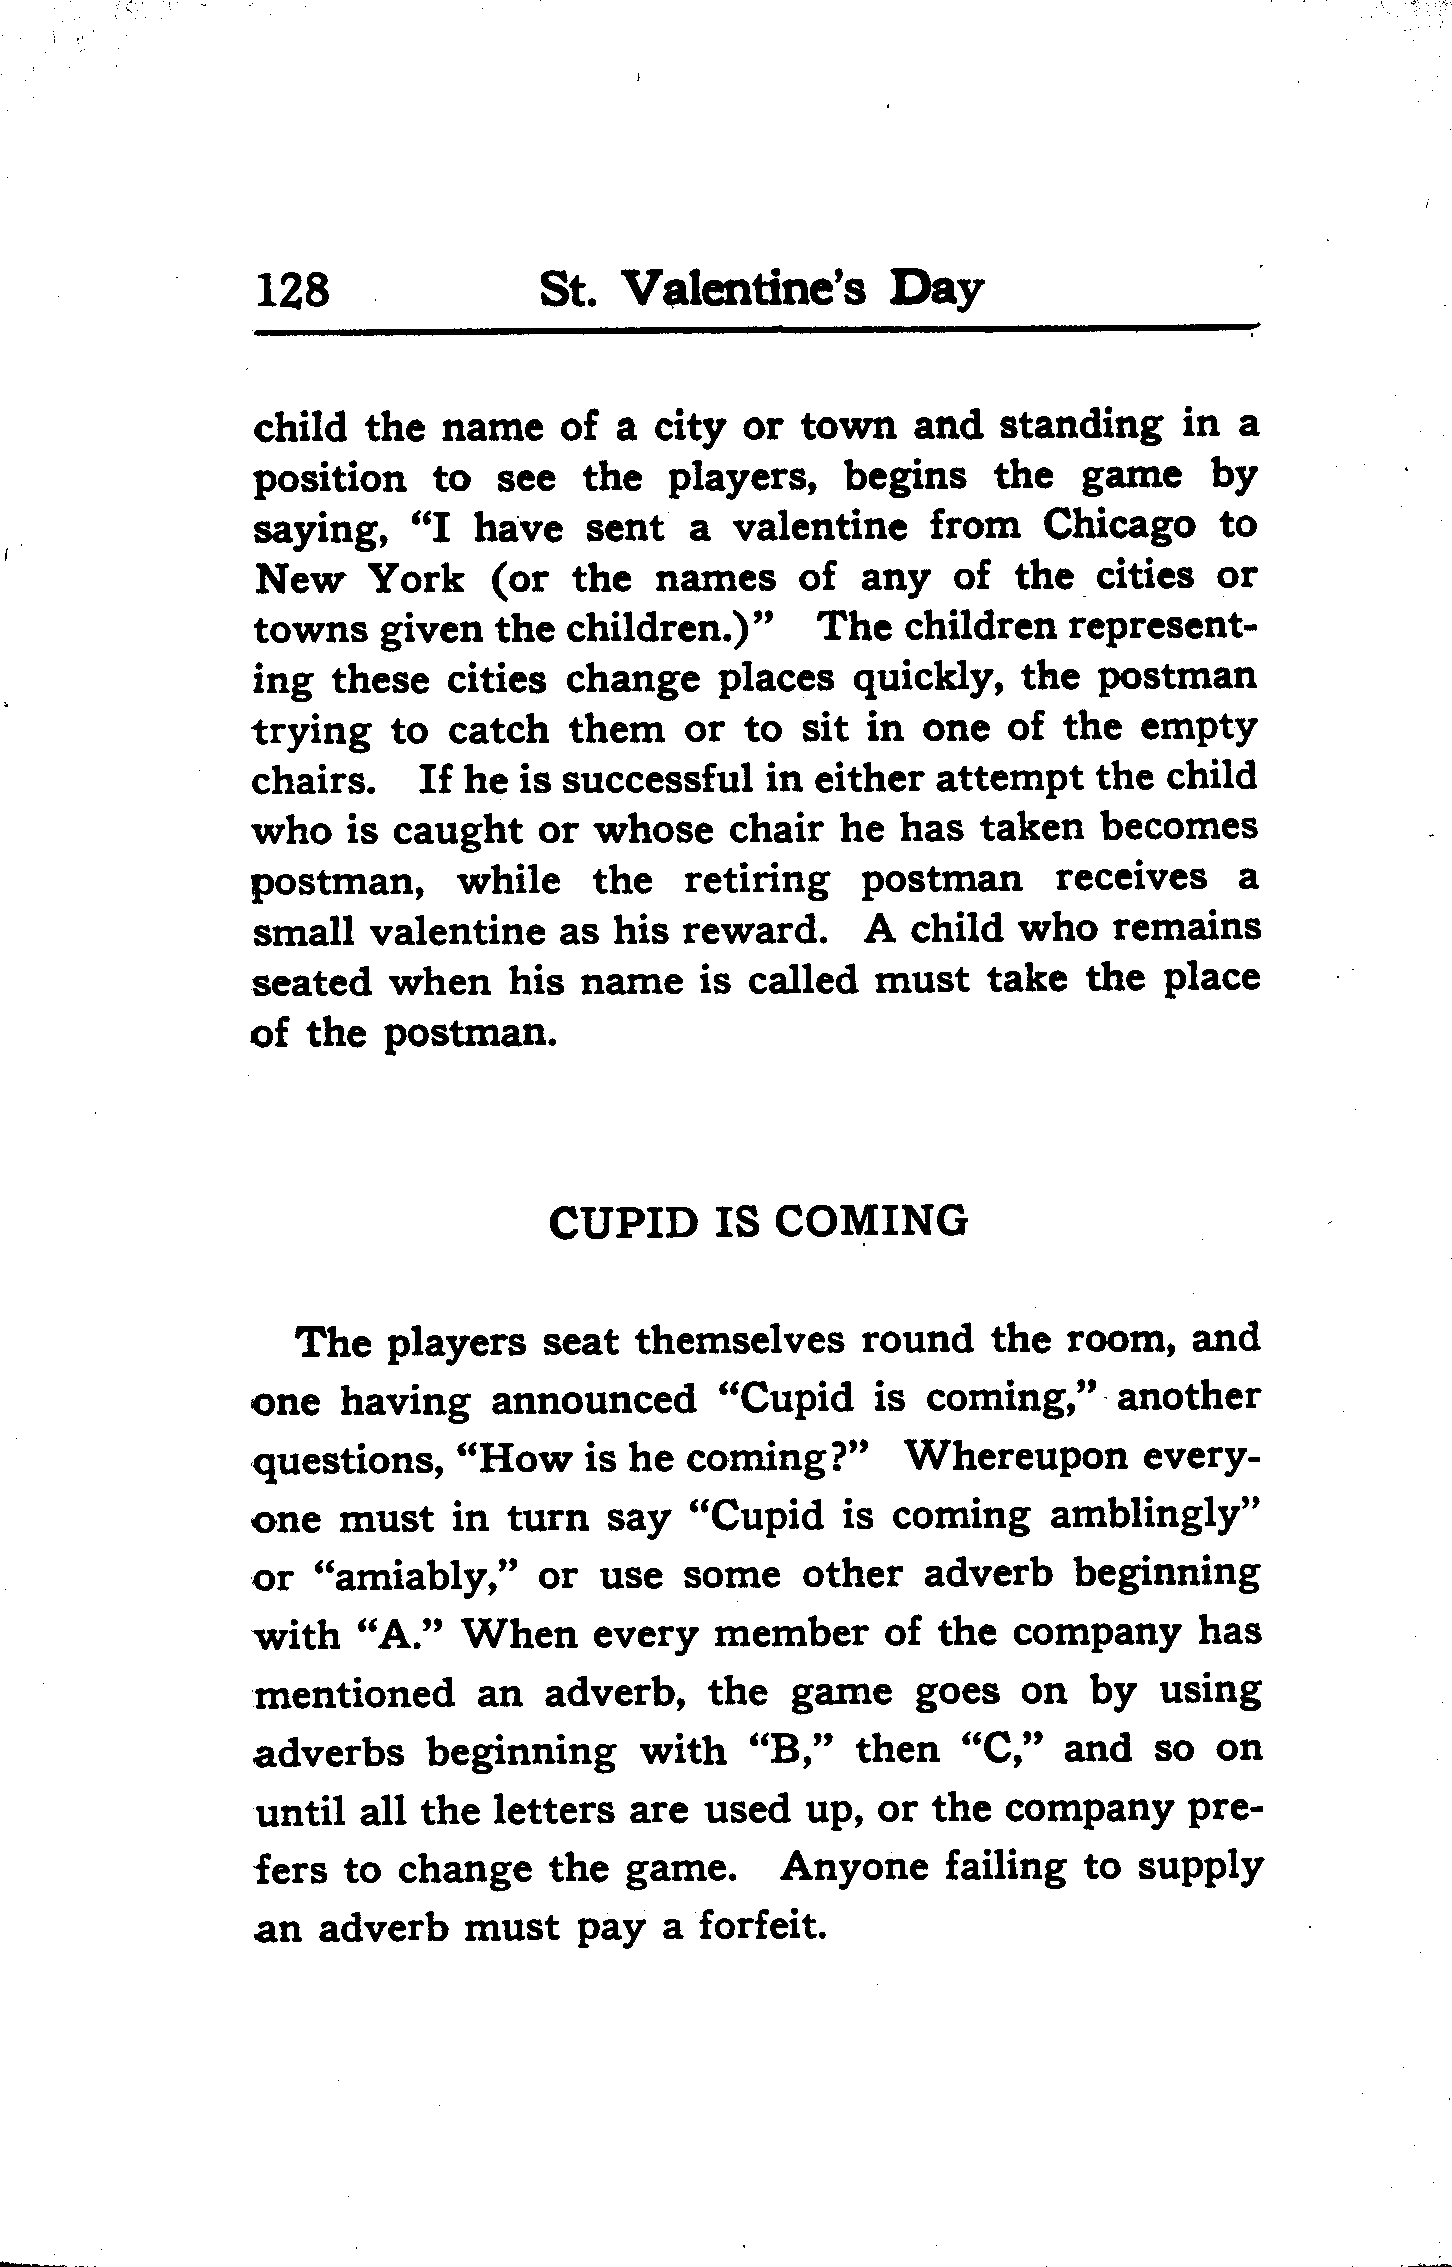 128 St. Valentine's Day
child the name of a city or town and standing in a
position to see the players, begins the game by
saying, “I have sent a valentine from Chicago to
New York (or the names of any of the cities or
towns given the children.)” The children represent-
ing these cities change places quickly, the postman
trying to catch them or to sit in one of the empty
chairs. If he is successful in either attempt the child
who is caught or whose chair he has taken becomes
postman, while the retiring postman receives a
small valentine as his reward. A child who remains
seated when his name is called must take the place
of the postman.
CUPID IS COMING
The players seat themselves round the room, and
one having announced “Cupid is coming,” another
questions, “How is he coming?” Whereupon every-
one must in turn say “Cupid is coming amblingly”
or “amiably,” or use some other adverb beginning
with “A.” When every member of the company has
mentioned an adverb, the game goes on by using
adverbs beginning with “B,” then “C,” and so on
until all the letters are used up, or the company pre-
fers to change the game. Anyone failing to supply
an adverb must pay a forfeit.